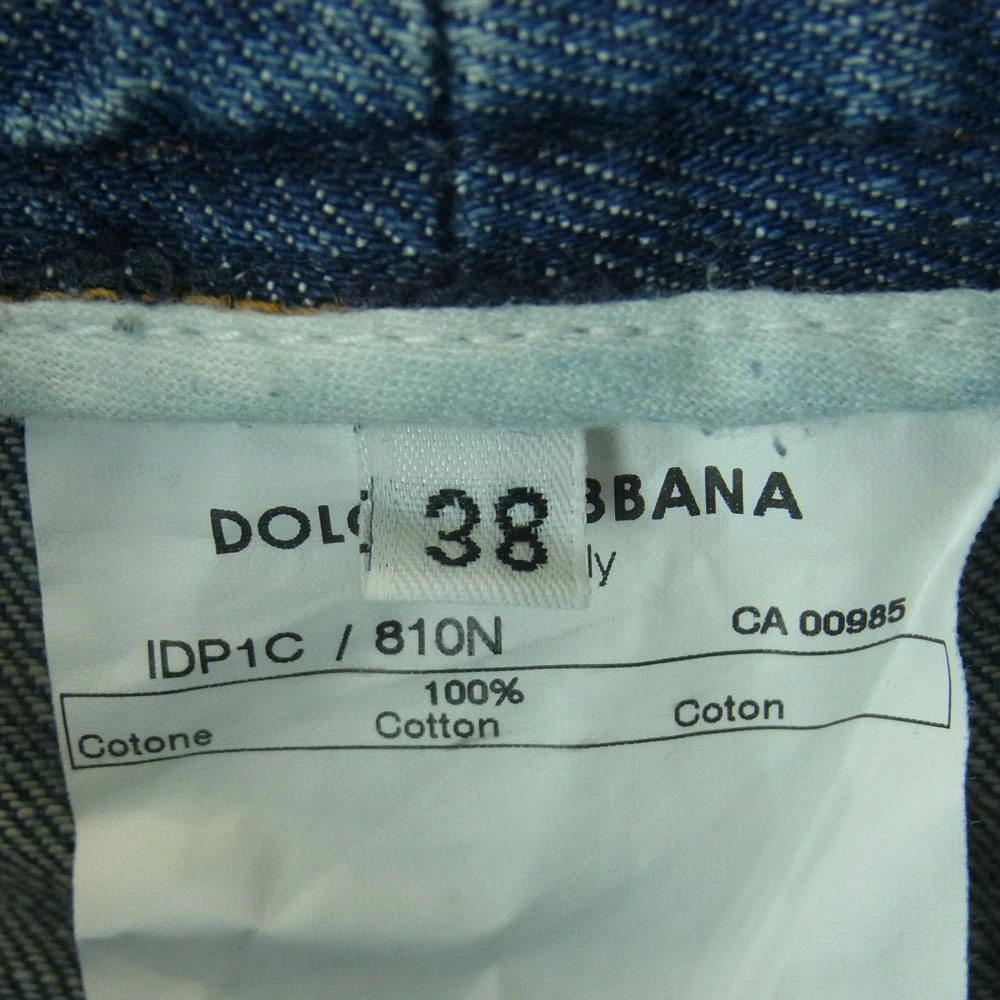 DOLC 38 BBANA
ly
IDP1C / 810N CA 00985
100%
Cotone Cotton Coton